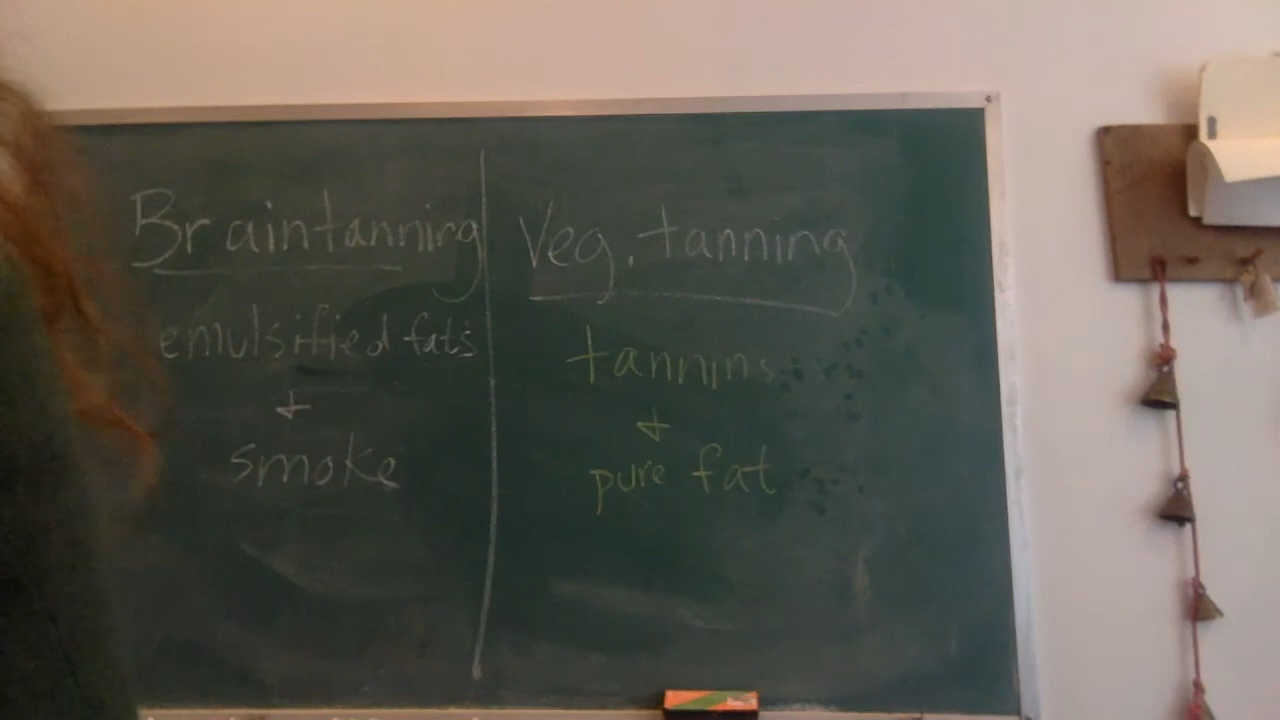 Braintanning
emulsified fats
+
smoke
Veg. tanning
tannins
+
pure fat